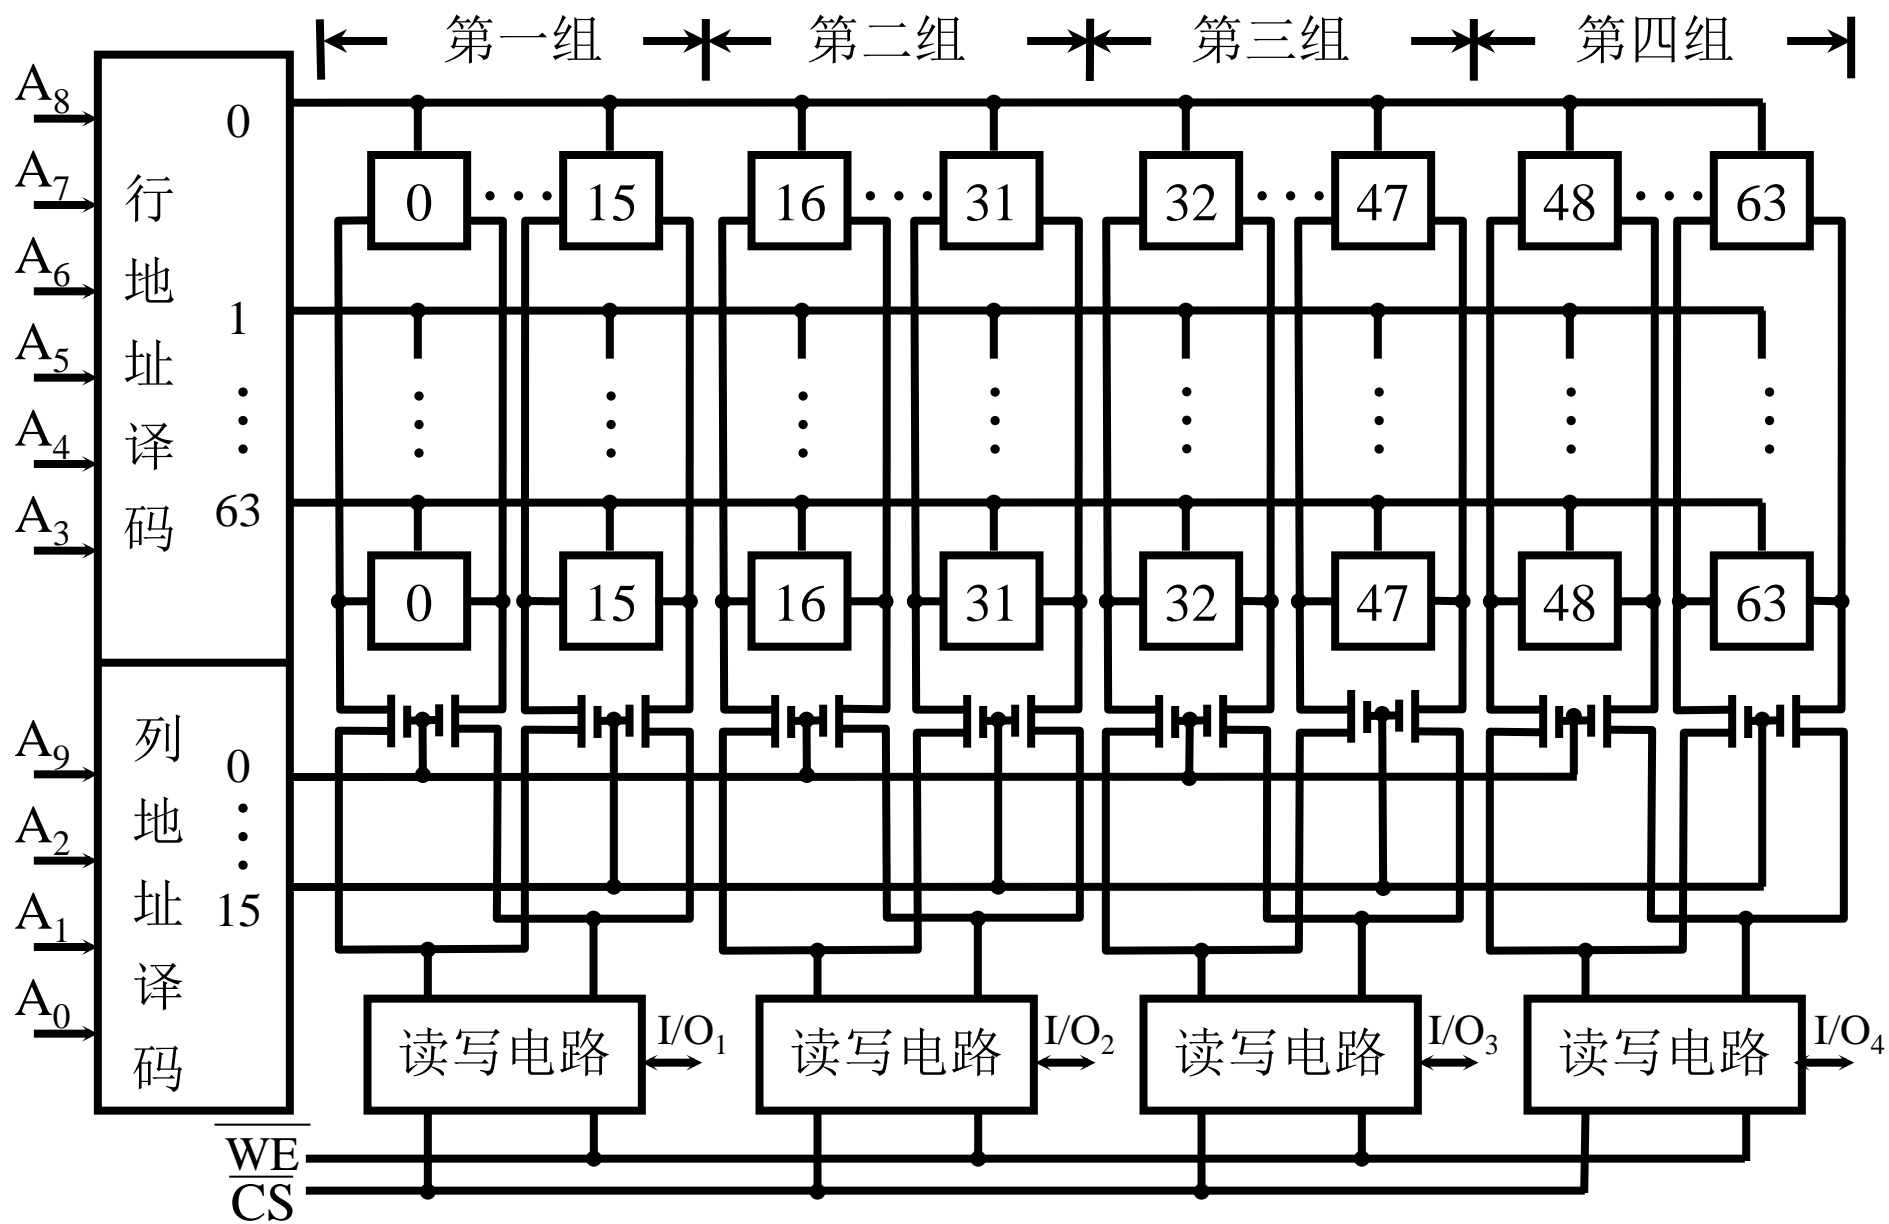 第一组 第二组 第三组 第四组
A8
A7
A6
A5
A4
A3
行地址译码
0
1
63
0 15 16 31 32 47 48 63
0 15 16 31 32 47 48 63
A9
A2
A1
A0
列地址译码
0
15
读写电路 I/O1 读写电路 I/O2 读写电路 I/O3 读写电路 I/O4
WE
CS